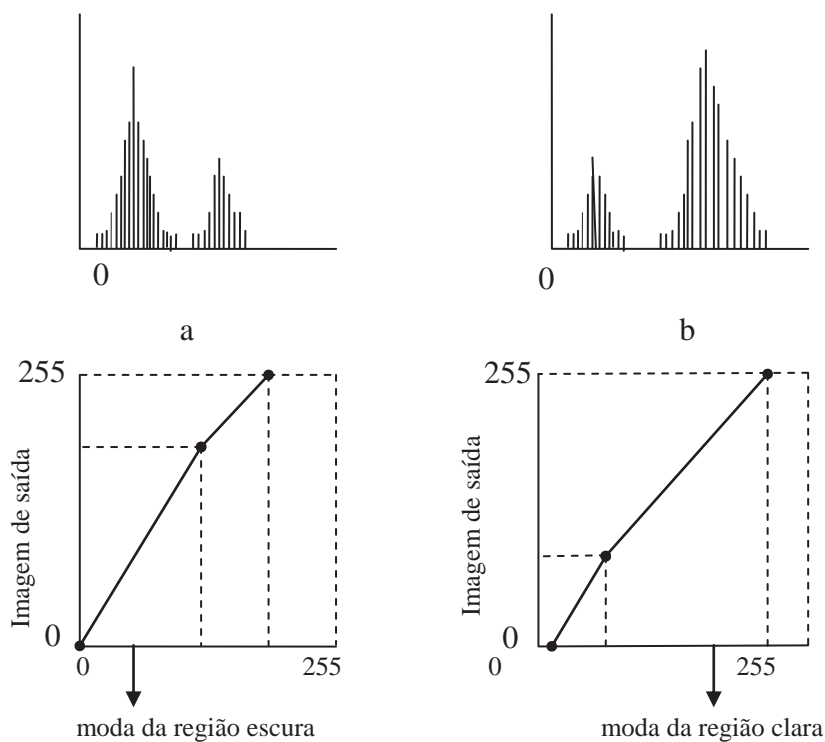 0
0
a
b
255
Imagem de saída
0
0
255
moda da região escura
255
Imagem de saída
0
0
255
moda da região clara